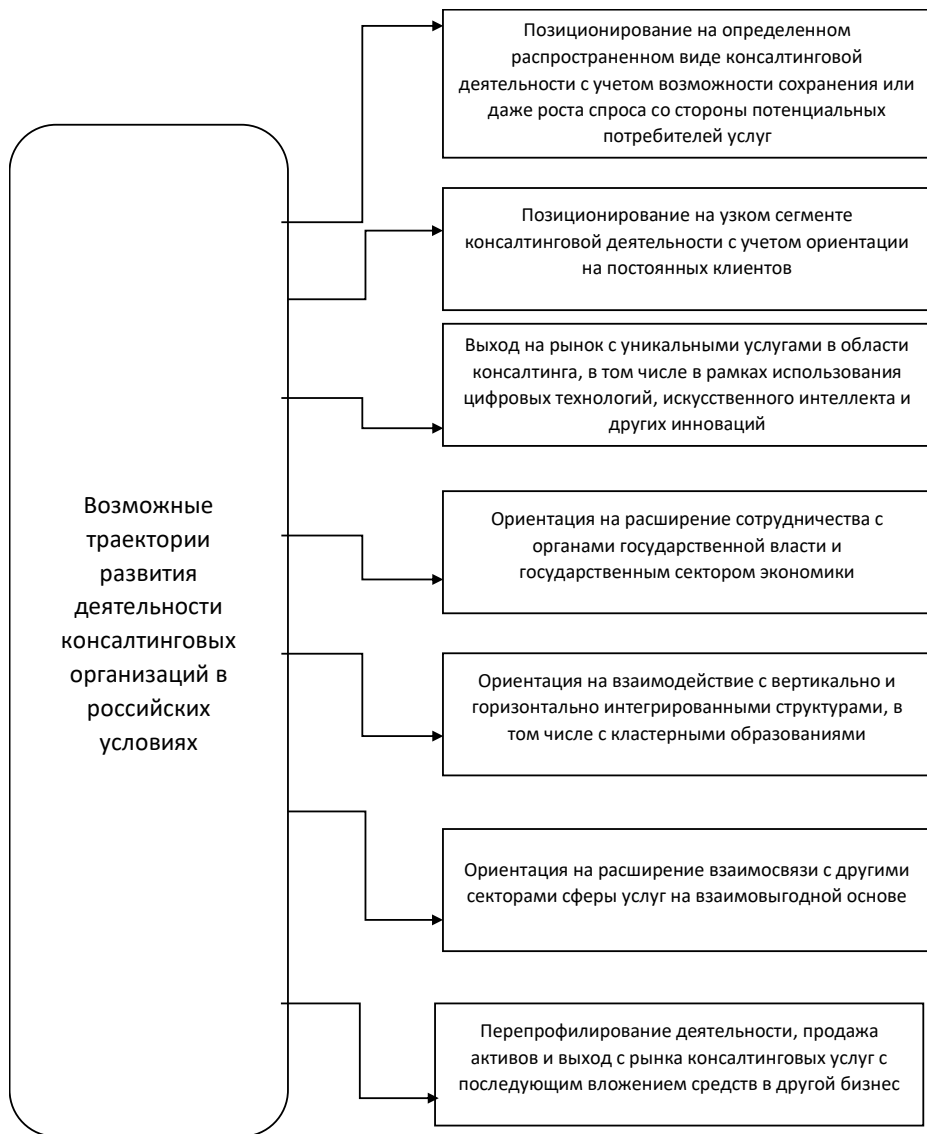 Возможные
траектории
развития
деятельности
консалтинговых
организаций в
российских
условиях
Позиционирование на определенном
распространенном виде консалтинговой
деятельности с учетом возможности сохранения или
даже роста спроса со стороны потенциальных
потребителей услуг
Позиционирование на узком сегменте
консалтинговой деятельности с учетом ориентации
на постоянных клиентов
Выход на рынок с уникальными услугами в области
консалтинга, в том числе в рамках использования
цифровых технологий, искусственного интеллекта и
других инноваций
Ориентация на расширение сотрудничества с
органами государственной власти и
государственным сектором экономики
Ориентация на взаимодействие с вертикально и
горизонтально интегрированными структурами, в
том числе с кластерными образованиями
Ориентация на расширение взаимосвязи с другими
секторами сферы услуг на взаимовыгодной основе
Перепрофилирование деятельности, продажа
активов и выход с рынка консалтинговых услуг с
последующим вложением средств в другой бизнес